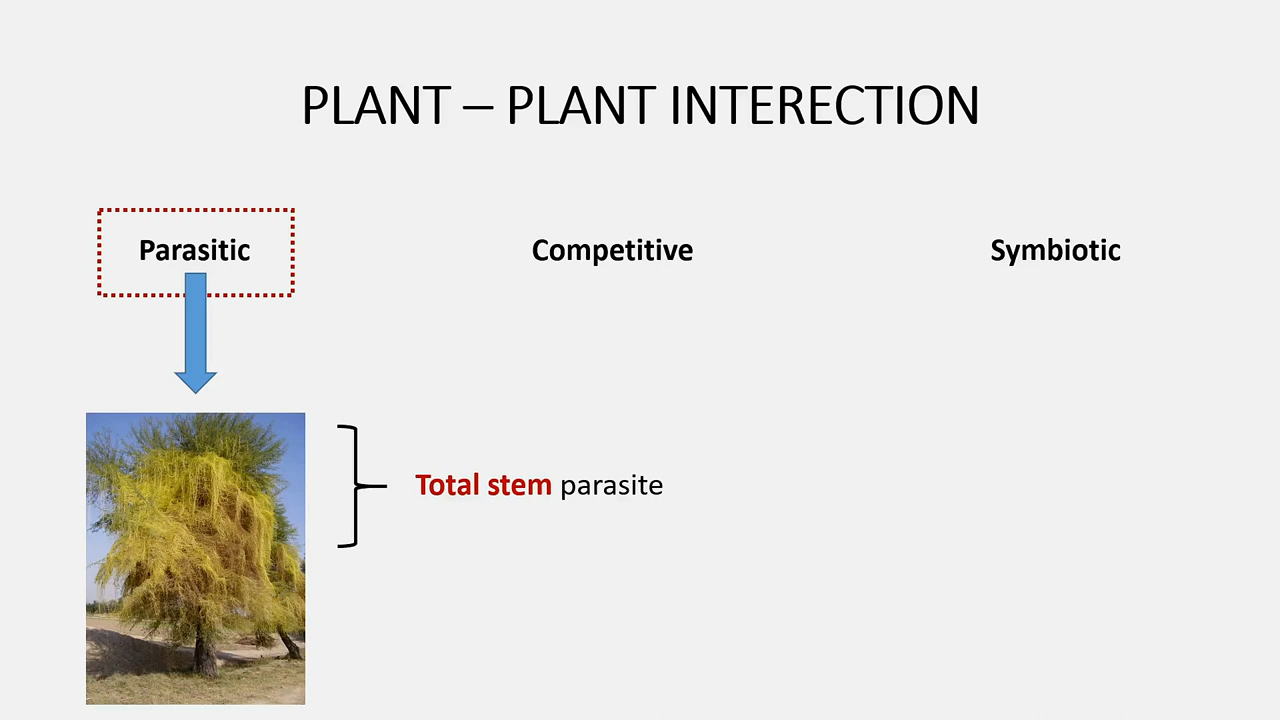 PLANT – PLANT INTERECTION
Parasitic
Competitive
Symbiotic
Total stem parasite